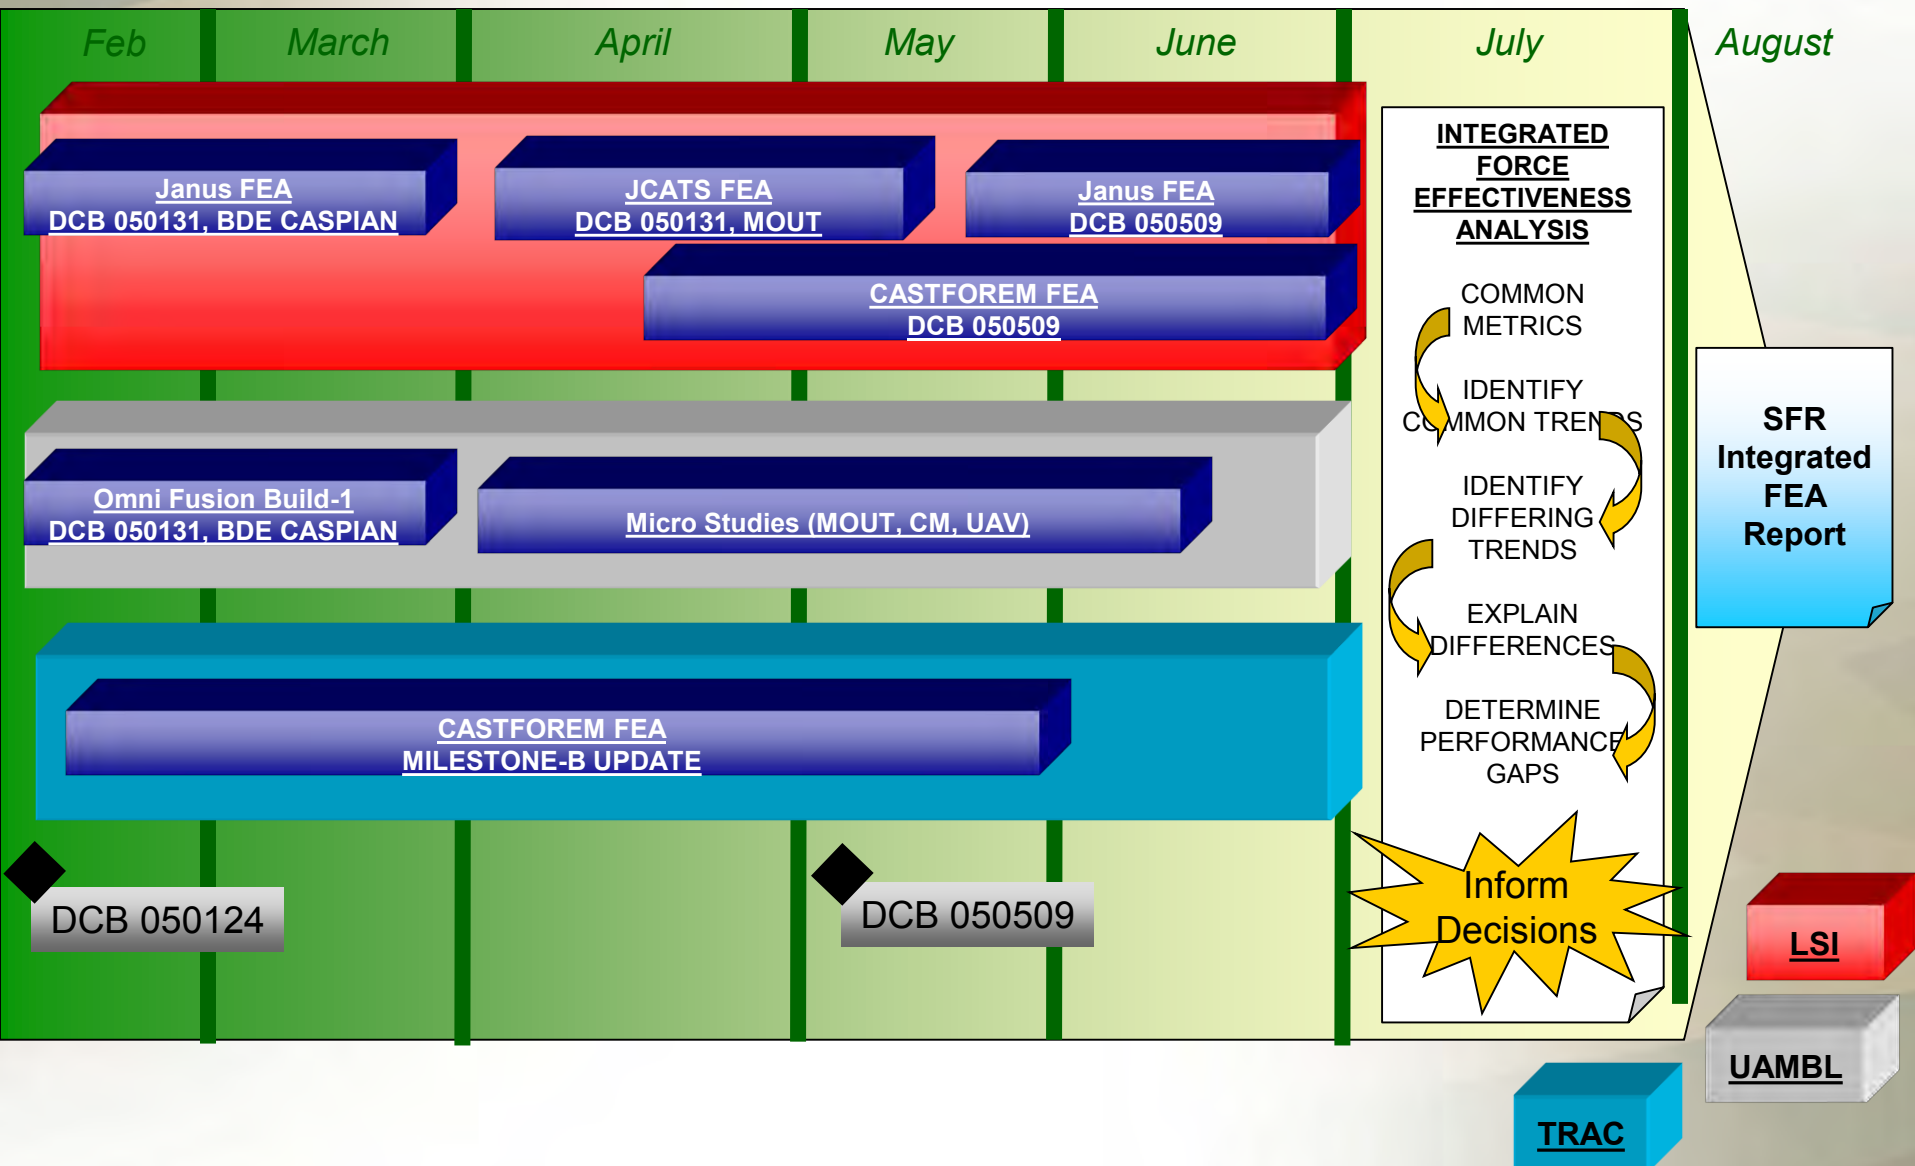 Feb March April May June July August
Janus FEA
DCB 050131, BDE CASPIAN
JCATS FEA
DCB 050131, MOUT
Janus FEA
DCB 050509
CASTFOREM FEA
DCB 050509
Omni Fusion Build-1
DCB 050131, BDE CASPIAN
Micro Studies (MOUT, CM, UAV)
CASTFOREM FEA
MILESTONE-B UPDATE
DCB 050124
DCB 050509
INTEGRATED
FORCE
EFFECTIVENESS
ANALYSIS
COMMON
METRICS
IDENTIFY
COMMON TRENDS
IDENTIFY
DIFFERING
TRENDS
EXPLAIN
DIFFERENCES
DETERMINE
PERFORMANCE
GAPS
Inform
Decisions
SFR
Integrated
FEA
Report
LSI
UAMBL
TRAC